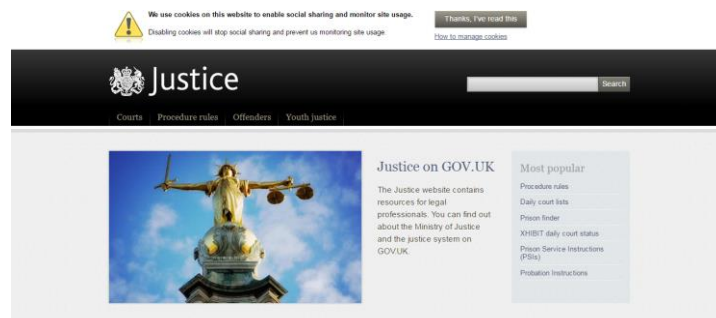 We use cookies on this website to enable social sharing and monitor site usage.
Disabling cookies will stop social sharing and prevent us monitoring site usage
Thanks, I've read this
How to manage cookies
Justice
Search
Courts
Procedure rules
Offenders
Youth justice
Justice on GOV.UK
The Justice website contains
resources for legal
professionals. You can find out
about the Ministry of Justice
and the justice system on
GOV.UK.
Most popular
Procedure rules
Daily court lists
Prison finder
XHIBIT daily court status
Prison Service Instructions
(PSIs)
Probation Instructions